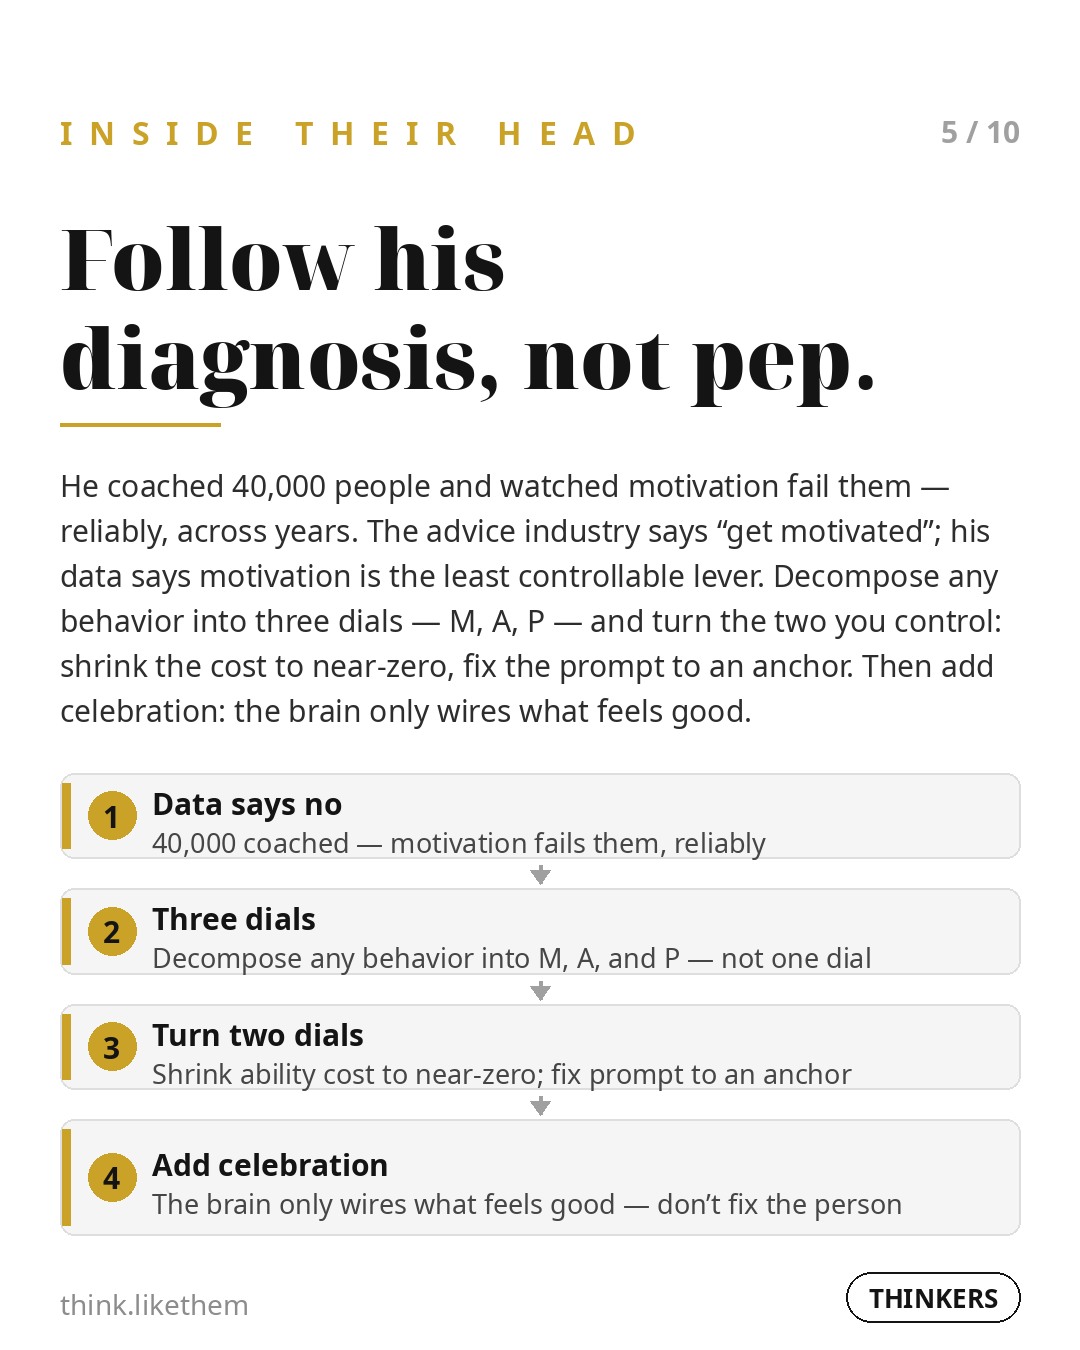 INSIDE THEIR HEAD
5 / 10
Follow his
diagnosis, not pep.
He coached 40,000 people and watched motivation fail them —
reliably, across years. The advice industry says “get motivated”; his
data says motivation is the least controllable lever. Decompose any
behavior into three dials — M, A, P — and turn the two you control:
shrink the cost to near-zero, fix the prompt to an anchor. Then add
celebration: the brain only wires what feels good.
1
Data says no
40,000 coached — motivation fails them, reliably
2
Three dials
Decompose any behavior into M, A, and P — not one dial
3
Turn two dials
Shrink ability cost to near-zero; fix prompt to an anchor
4
Add celebration
The brain only wires what feels good — don’t fix the person
think.likethem
THINKERS